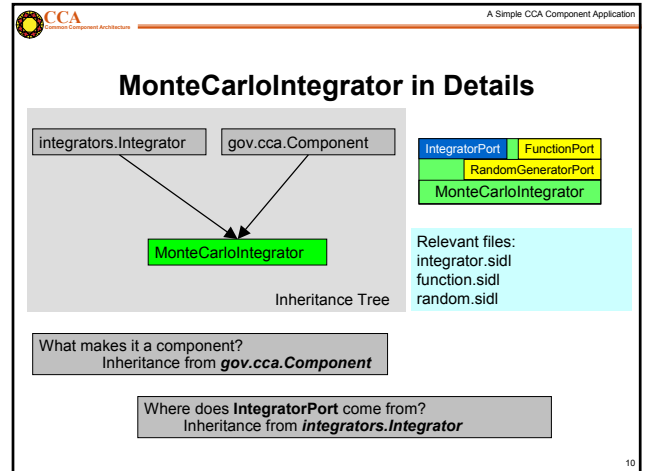 CCA
Common Component Architecture
A Simple CCA Component Application
MonteCarloIntegrator in Details
integrators.Integrator
gov.cca.Component
MonteCarloIntegrator
Inheritance Tree
IntegratorPort
FunctionPort
RandomGeneratorPort
MonteCarloIntegrator
Relevant files:
integrator.sidl
function.sidl
random.sidl
What makes it a component?
Inheritance from gov.cca.Component
Where does IntegratorPort come from?
Inheritance from integrators.Integrator
10